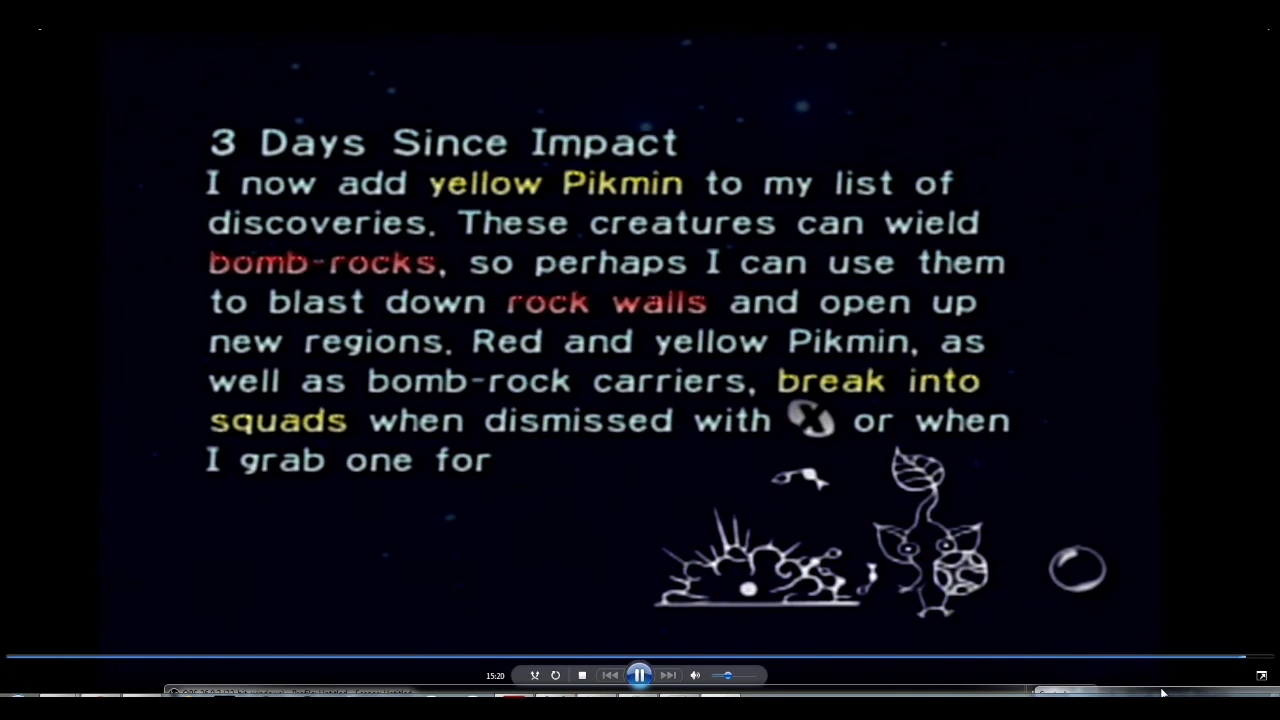 3 Days Since Impact
I now add yellow Pikmin to my list of
discoveries. These creatures can wield
bomb-rocks, so perhaps I can use them
to blast down rock walls and open up
new regions. Red and yellow Pikmin, as
well as bomb-rock carriers, break into
squads when dismissed with X or when
I grab one for
15:20